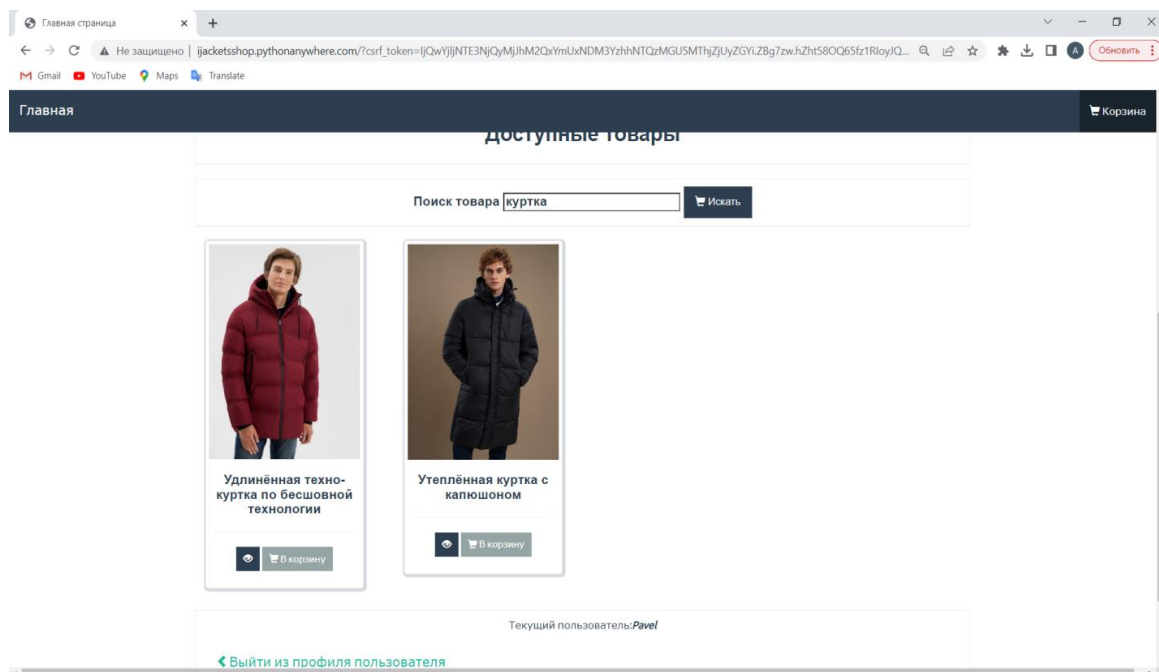 Главная страница
Не защищено | ijacketsshop.pythonanywhere.com/?csrf_token=IjQwYjljNTE3NjQyMjJhM2QxYmUxNDM3YzhhNTQzMGU5MThjZjUyZGYi.ZBg7zw.hZht58OQ65fz1RIoyJQ...
A
Обновить
Gmail YouTube Maps Translate
Главная
Корзина
Доступные товары
Поиск товара куртка Искать
Удлинённая техно-
куртка по бесшовной
технологии
В корзину
Утеплённая куртка с
капюшоном
В корзину
Текущий пользователь:Pavel
Выйти из профиля пользователя